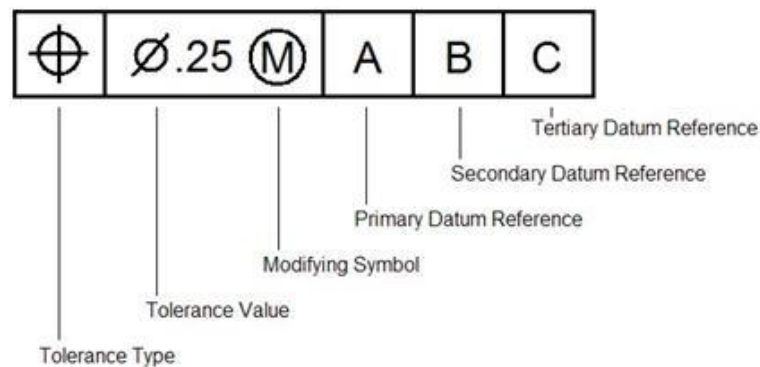 ⌖ Ø.25 Ⓜ A B C
Tertiary Datum Reference
Secondary Datum Reference
Primary Datum Reference
Modifying Symbol
Tolerance Value
Tolerance Type